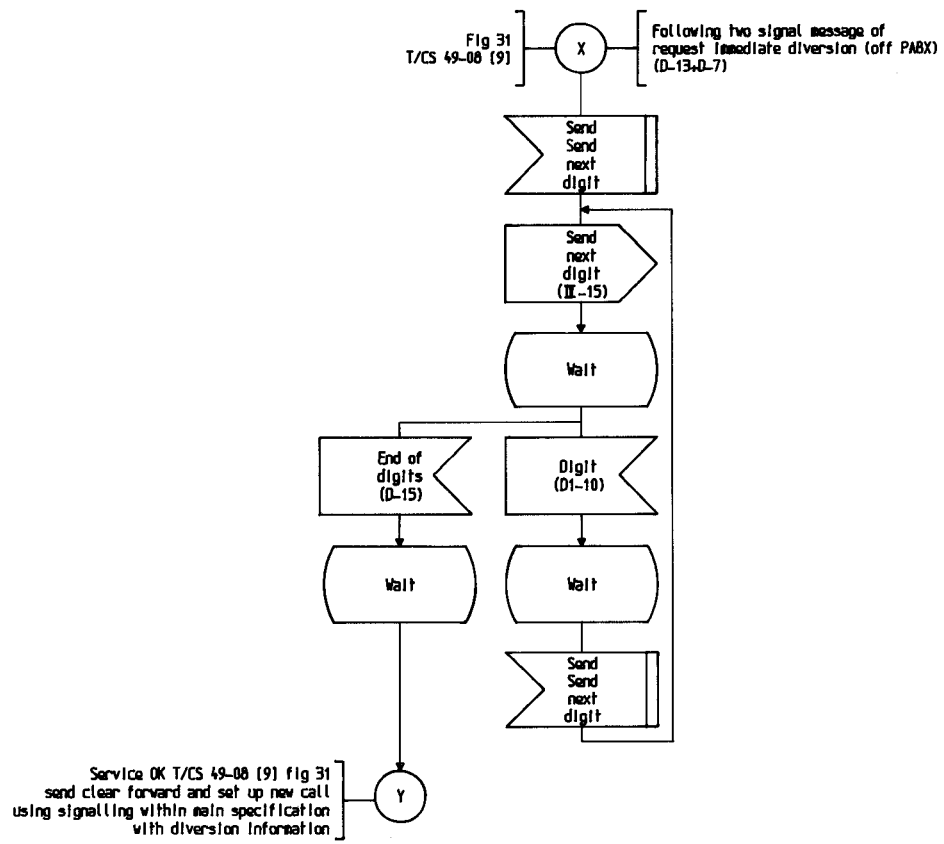 Fig 31
T/CS 49-08 [9]
X
Following two signal message of
request immediate diversion (off PABX)
(D-13+D-7)
Send
Send
next
digit
Send
next
digit
(IX-15)
Wait
End of
digits
(D-15)
Digit
(D1-10)
Wait
Wait
Send
Send
next
digit
Service OK T/CS 49-08 [9] fig 31
send clear forward and set up new call
using signalling within main specification
with diversion information
Y